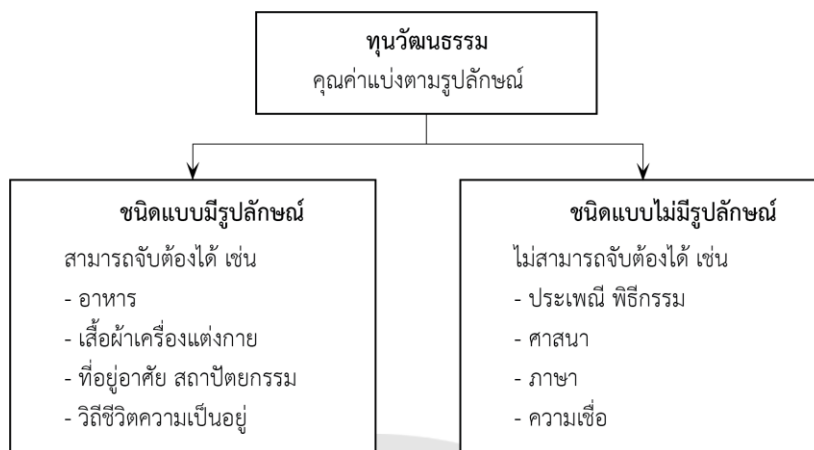 ทุนวัฒนธรรม
คุณค่าแบ่งตามรูปลักษณ์
ชนิดแบบมีรูปลักษณ์
สามารถจับต้องได้ เช่น
- อาหาร
- เสื้อผ้าเครื่องแต่งกาย
- ที่อยู่อาศัย สถาปัตยกรรม
- วิถีชีวิตความเป็นอยู่
ชนิดแบบไม่มีรูปลักษณ์
ไม่สามารถจับต้องได้ เช่น
- ประเพณี พิธีกรรม
- ศาสนา
- ภาษา
- ความเชื่อ